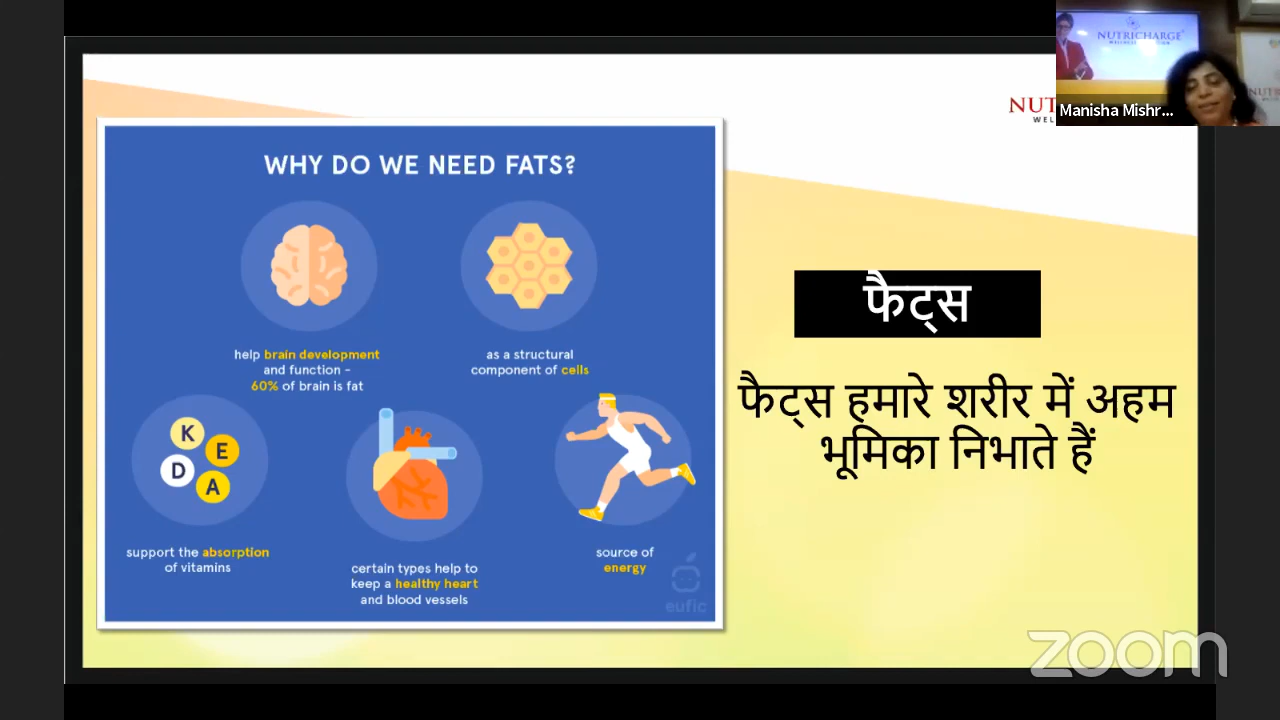 NUTRICHARGE
WELLNESS
Manisha Mishr...
WHY DO WE NEED FATS?
help brain development
and function -
60% of brain is fat
as a structural
component of cells
K
E
D
A
support the absorption
of vitamins
certain types help to
keep a healthy heart
and blood vessels
source of
energy
eufic
फैट्स
फैट्स हमारे शरीर में अहम
भूमिका निभाते हैं
zoom